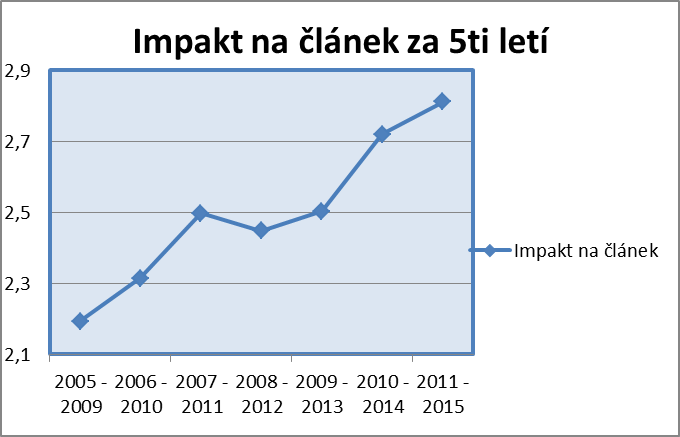 Impakt na článek za 5ti letí
2,9
2,7
2,5
2,3
2,1
Impakt na článek
2005 - 2006 - 2007 - 2008 - 2009 - 2010 - 2011 -
2009 2010 2011 2012 2013 2014 2015